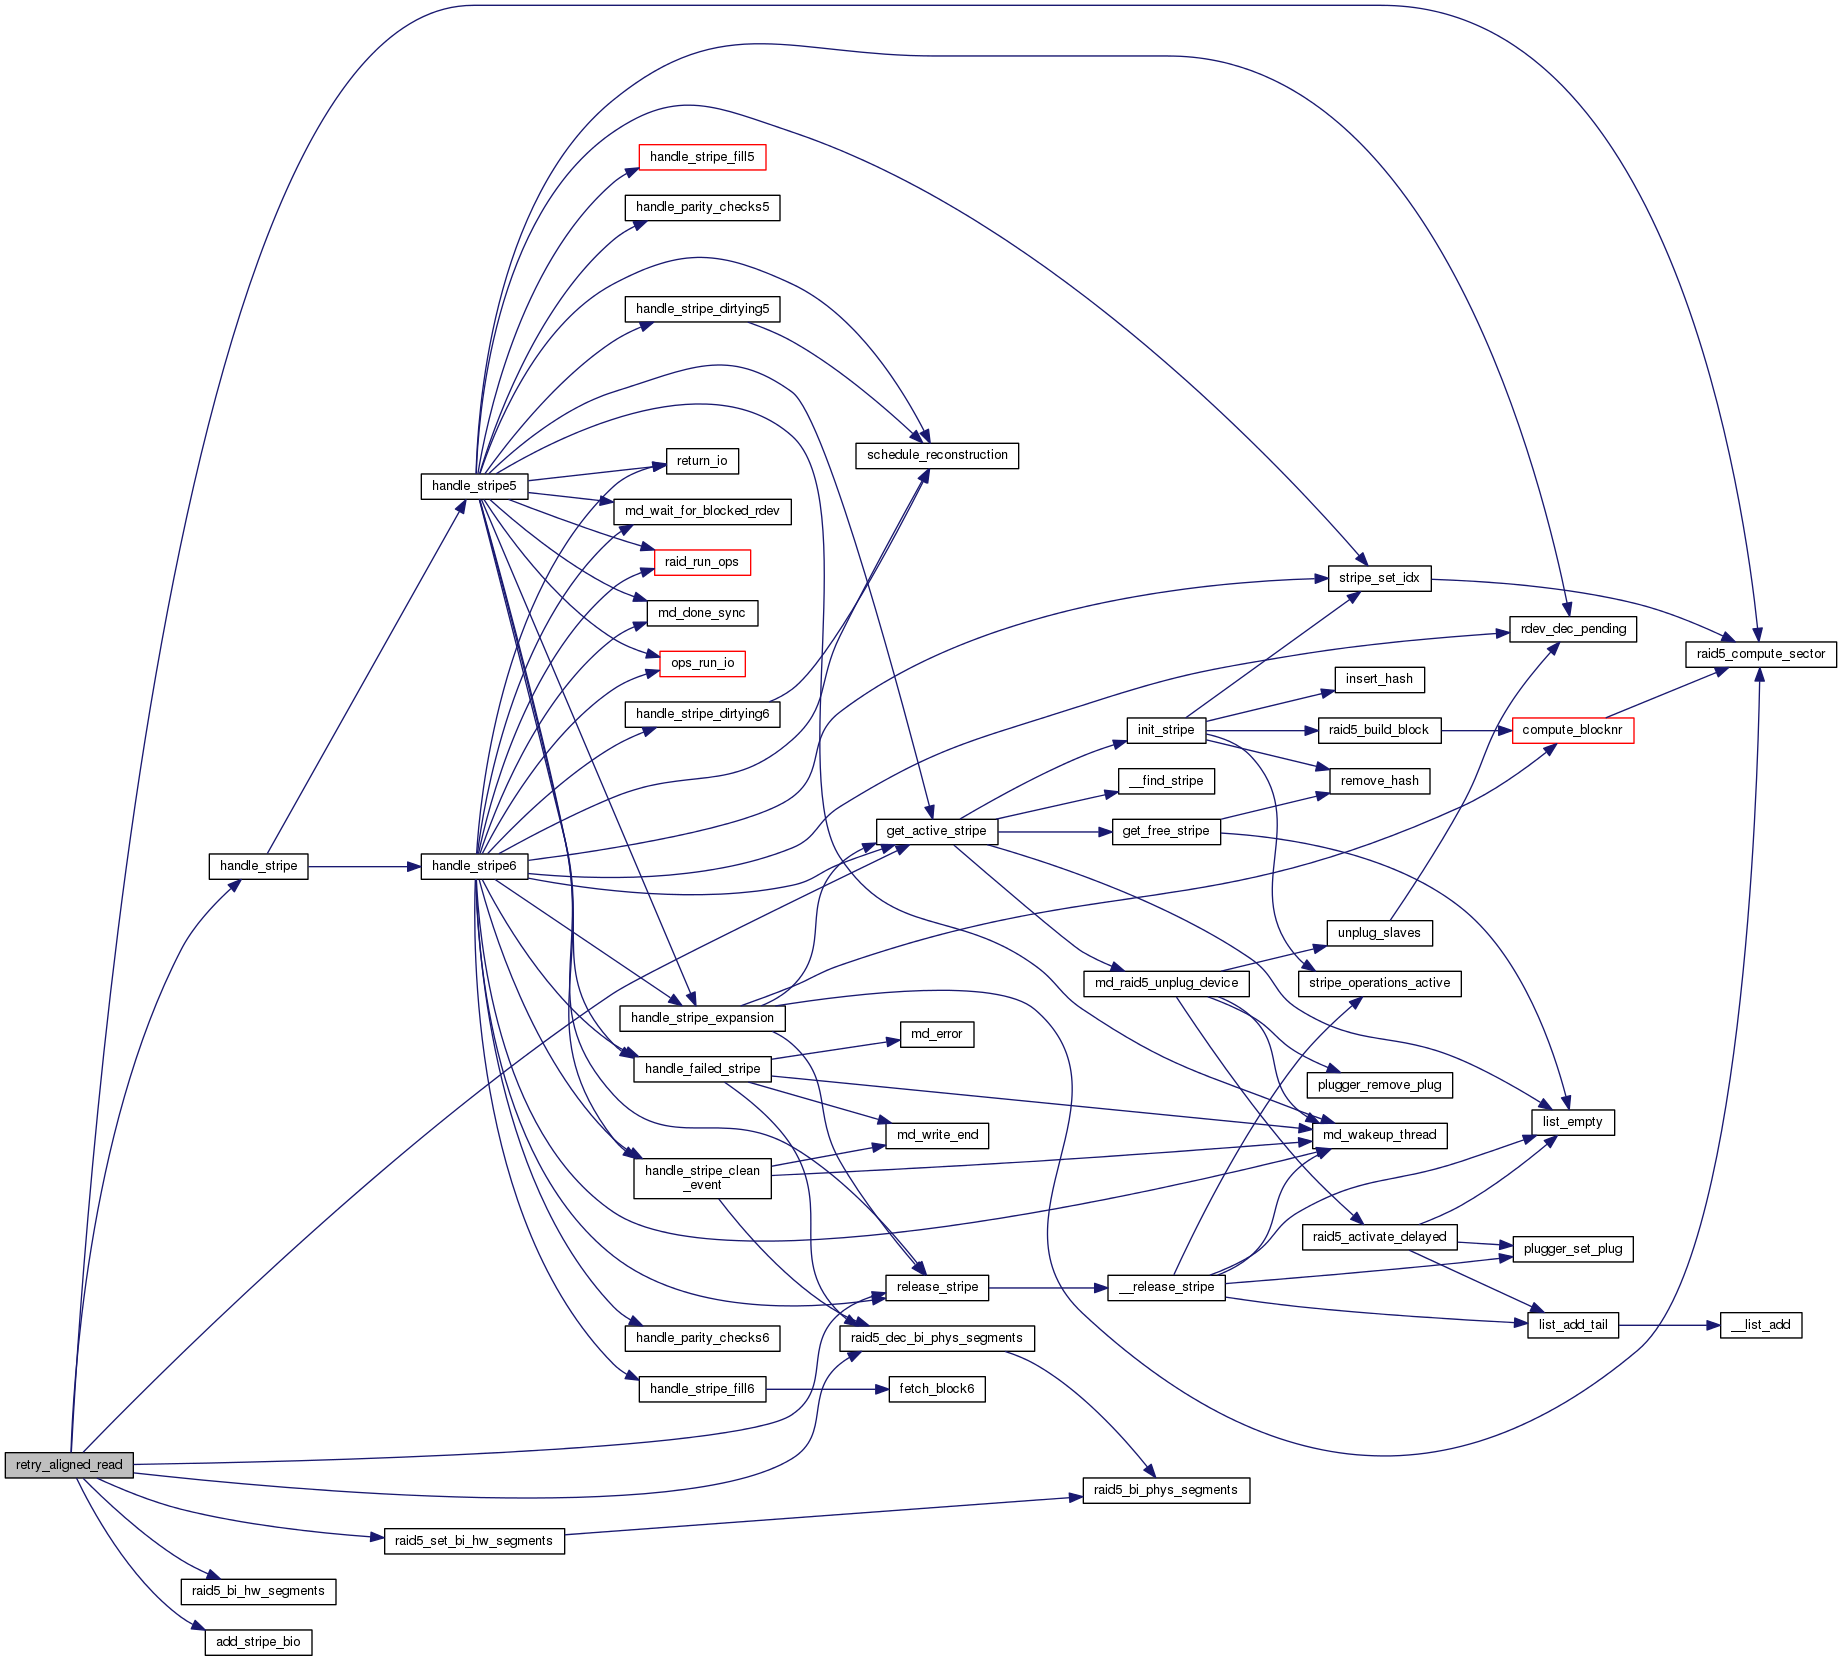 handle_stripe_fill5
handle_parity_checks5
handle_stripe_dirtying5
schedule_reconstruction
return_io
handle_stripe5
md_wait_for_blocked_rdev
raid_run_ops
stripe_set_idx
md_done_sync
rdev_dec_pending
raid5_compute_sector
ops_run_io
insert_hash
handle_stripe_dirtying6
init_stripe
raid5_build_block
compute_blocknr
__find_stripe
remove_hash
get_active_stripe
get_free_stripe
handle_stripe
handle_stripe6
unplug_slaves
md_raid5_unplug_device
stripe_operations_active
handle_stripe_expansion
md_error
handle_failed_stripe
plugger_remove_plug
list_empty
md_write_end
md_wakeup_thread
handle_stripe_clean
_event
raid5_activate_delayed
plugger_set_plug
release_stripe
__release_stripe
list_add_tail
__list_add
handle_parity_checks6
raid5_dec_bi_phys_segments
handle_stripe_fill6
fetch_block6
retry_aligned_read
raid5_bi_phys_segments
raid5_set_bi_hw_segments
raid5_bi_hw_segments
add_stripe_bio